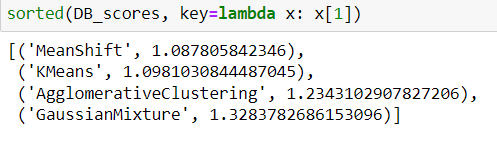 sorted(DB_scores, key=lambda x: x[1])
[('MeanShift', 1.087805842346),
('KMeans', 1.0981030844487045),
('AgglomerativeClustering', 1.2343102907827206),
('GaussianMixture', 1.3283782686153096)]